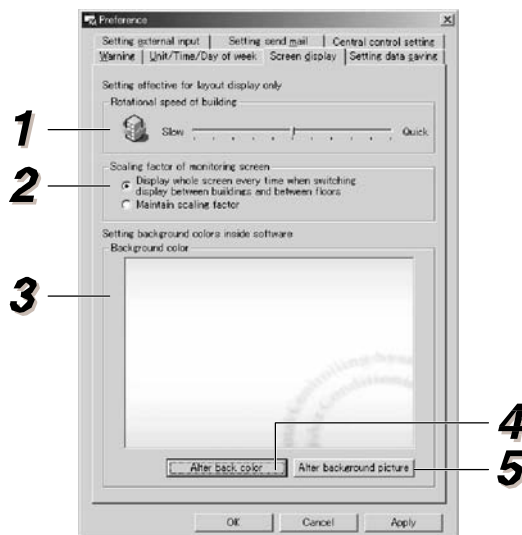 Preference
Setting external input
Setting send mail
Central control setting
Warning
Unit/Time/Day of week
Screen display
Setting data saving
Setting effective for layout display only
Rotational speed of building
1
Slow
Quick
Scaling factor of monitoring screen
2
Display whole screen every time when switching
display between buildings and between floors
Maintain scaling factor
Setting background colors inside software
Background color
3
Controlling
Air Conditioning
4
Alter back color
Alter background picture
5
OK
Cancel
Apply